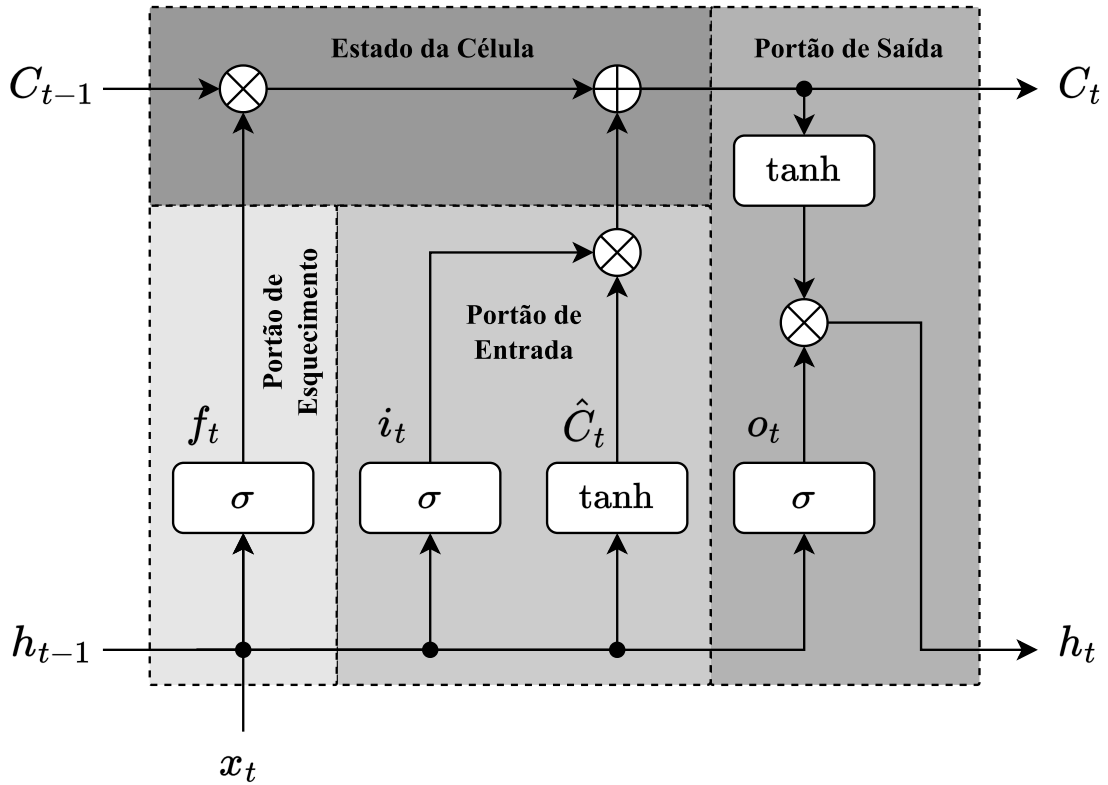 Estado da Célula
Portão de Saída
C_{t−1}
C_t
tanh
Portão de
Esquecimento
Portão de
Entrada
f_t
i_t
Ĉ_t
o_t
σ
σ
tanh
σ
h_{t−1}
h_t
x_t